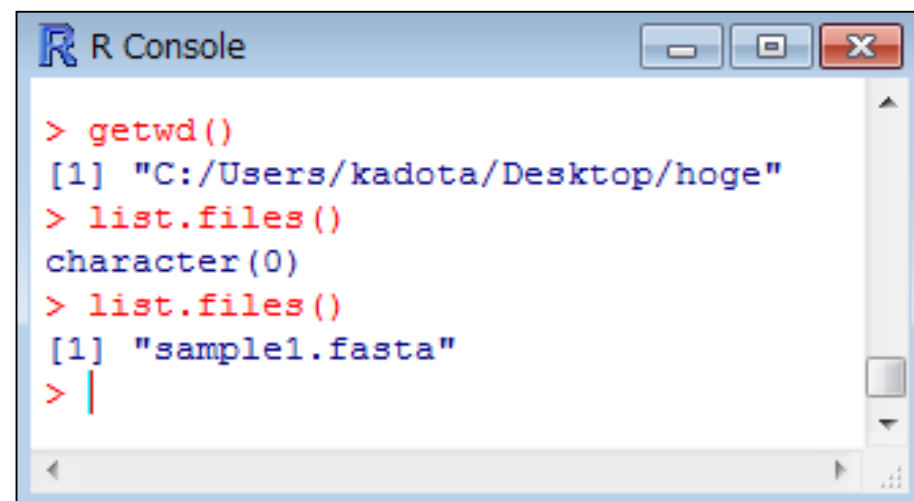 R R Console
> getwd()
[1] "C:/Users/kadota/Desktop/hoge"
> list.files()
character(0)
> list.files()
[1] "sample1.fasta"
>